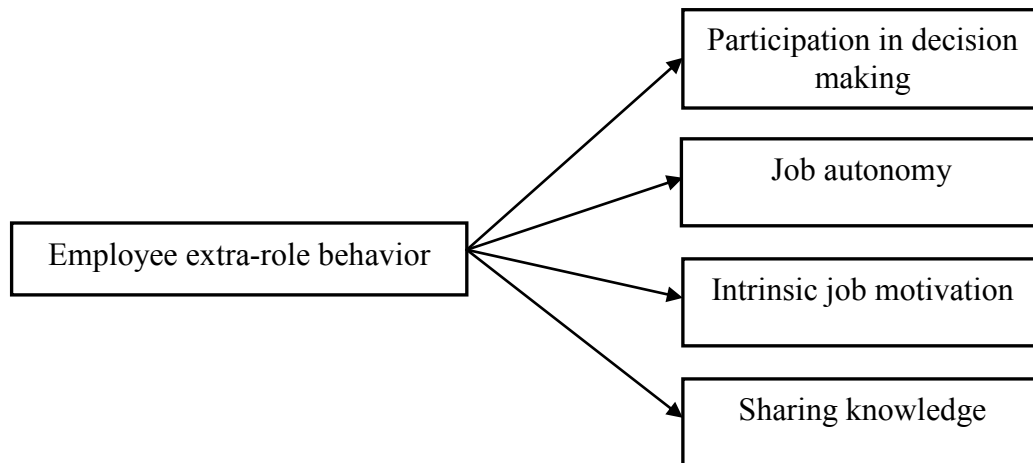 Participation in decision
making
Job autonomy
Employee extra-role behavior
Intrinsic job motivation
Sharing knowledge